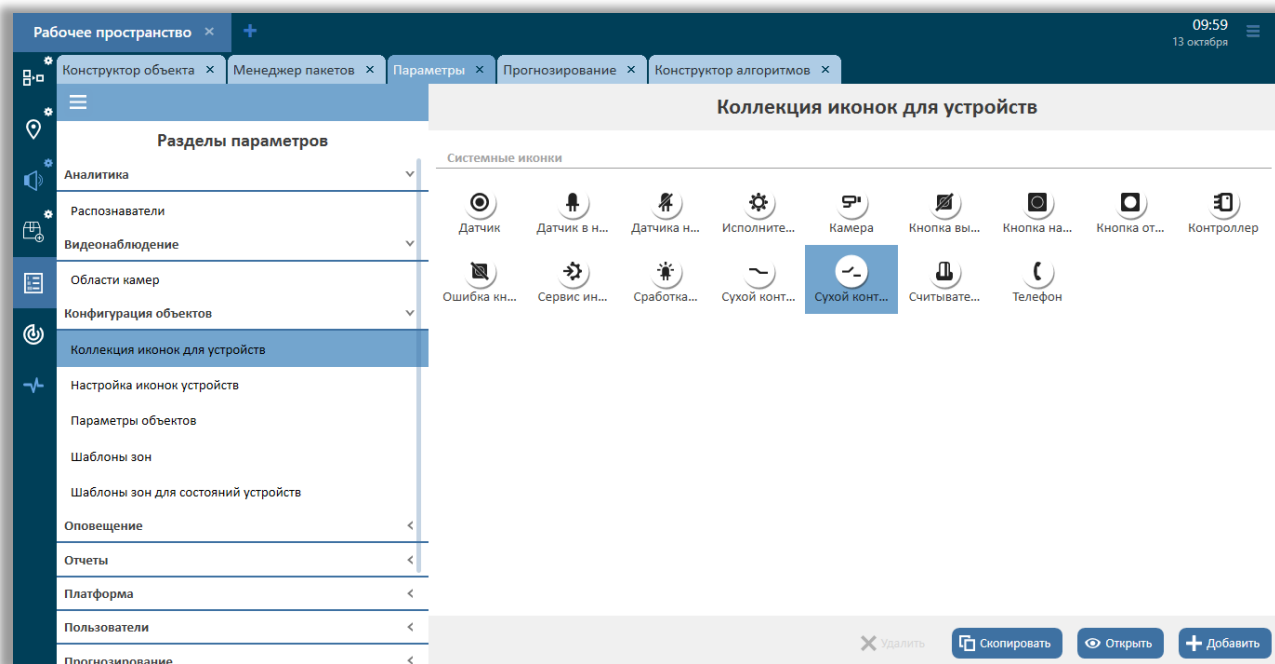 Рабочее пространство × +
09:59
13 октября
Конструктор объекта × Менеджер пакетов × Параметры × Прогнозирование × Конструктор алгоритмов ×
Коллекция иконок для устройств
Разделы параметров
Системные иконки
Аналитика
Распознаватели
Видеонаблюдение
Области камер
Конфигурация объектов
Коллекция иконок для устройств
Настройка иконок устройств
Параметры объектов
Шаблоны зон
Шаблоны зон для состояний устройств
Оповещение
Отчеты
Платформа
Пользователи
Прогнозирование
Датчик Датчик в н... Датчика н... Исполните... Камера Кнопка вы... Кнопка на... Кнопка от... Контроллер
Ошибка кн... Сервис ин... Сработка... Сухой конт... Сухой конт... Считывате... Телефон
Удалить Скопировать Открыть Добавить